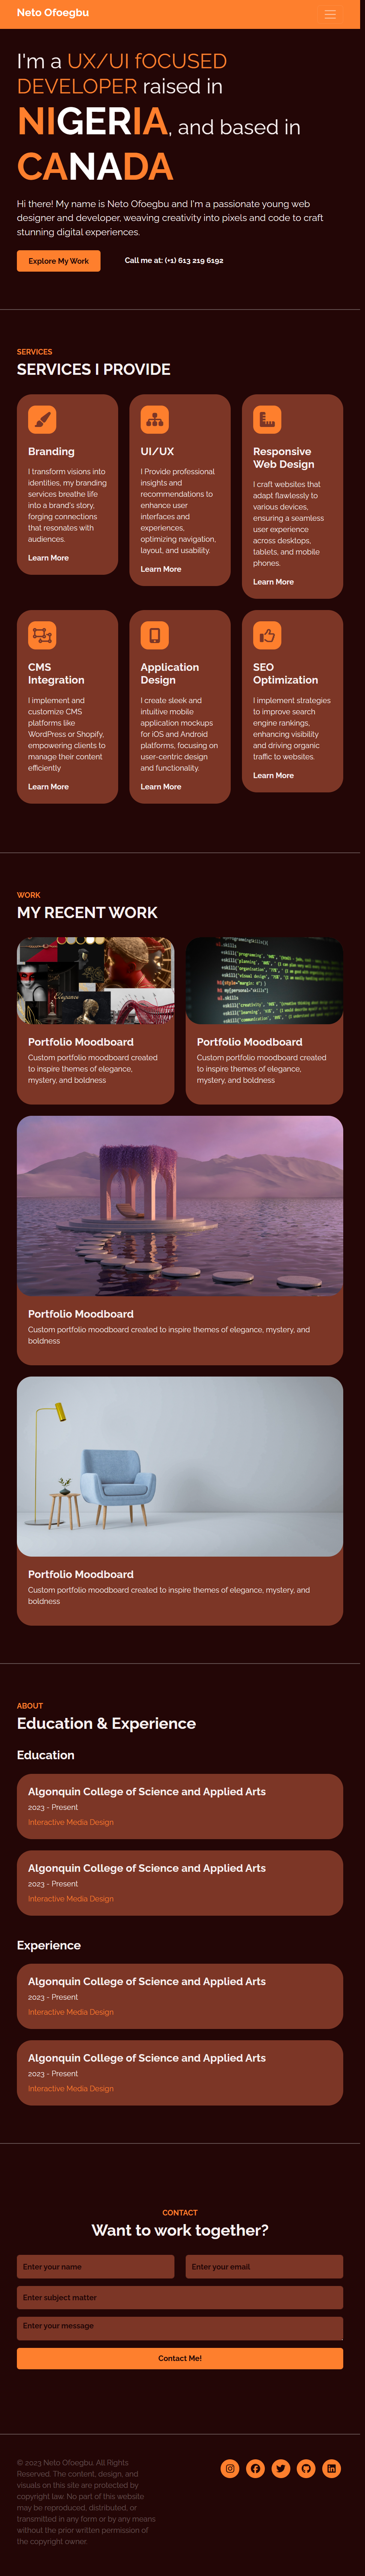 Neto Ofoegbu
I'm a UX/UI fOCUSED
DEVELOPER raised in
NIGERIA, and based in
CANADA
Hi there! My name is Neto Ofoegbu and I'm a passionate young web
designer and developer, weaving creativity into pixels and code to craft
stunning digital experiences.
Explore My Work
Call me at: (+1) 613 219 6192
SERVICES
SERVICES I PROVIDE
Branding
I transform visions into
identities, my branding
services breathe life
into a brand's story,
forging connections
that resonates with
audiences.
Learn More
UI/UX
I Provide professional
insights and
recommendations to
enhance user
interfaces and
experiences,
optimizing navigation,
layout, and usability.
Learn More
Responsive
Web Design
I craft websites that
adapt flawlessly to
various devices,
ensuring a seamless
user experience
across desktops,
tablets, and mobile
phones.
Learn More
CMS
Integration
I implement and
customize CMS
platforms like
WordPress or Shopify,
empowering clients to
manage their content
efficiently
Learn More
Application
Design
I create sleek and
intuitive mobile
application mockups
for iOS and Android
platforms, focusing on
user-centric design
and functionality.
Learn More
SEO
Optimization
I implement strategies
to improve search
engine rankings,
enhancing visibility
and driving organic
traffic to websites.
Learn More
WORK
MY RECENT WORK
Elegance
Portfolio Moodboard
Custom portfolio moodboard created
to inspire themes of elegance,
mystery, and boldness
Portfolio Moodboard
Custom portfolio moodboard created
to inspire themes of elegance,
mystery, and boldness
Portfolio Moodboard
Custom portfolio moodboard created to inspire themes of elegance, mystery, and
boldness
Portfolio Moodboard
Custom portfolio moodboard created to inspire themes of elegance, mystery, and
boldness
ABOUT
Education & Experience
Education
Algonquin College of Science and Applied Arts
2023 - Present
Interactive Media Design
Algonquin College of Science and Applied Arts
2023 - Present
Interactive Media Design
Experience
Algonquin College of Science and Applied Arts
2023 - Present
Interactive Media Design
Algonquin College of Science and Applied Arts
2023 - Present
Interactive Media Design
CONTACT
Want to work together?
Enter your name
Enter your email
Enter subject matter
Enter your message
Contact Me!
© 2023 Neto Ofoegbu. All Rights
Reserved. The content, design, and
visuals on this site are protected by
copyright law. No part of this website
may be reproduced, distributed, or
transmitted in any form or by any means
without the prior written permission of
the copyright owner.